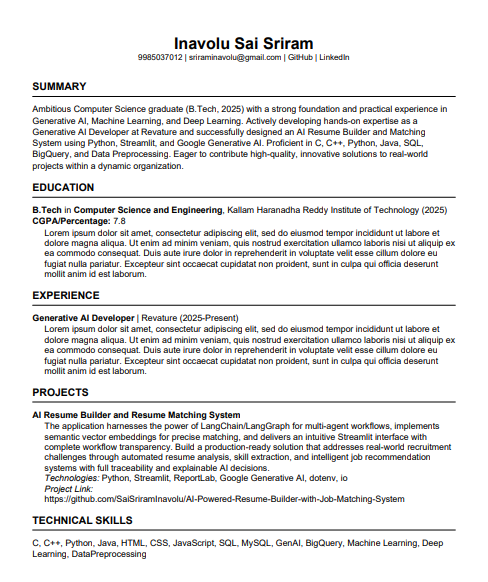 Inavolu Sai Sriram
9985037012 | sriraminavolu@gmail.com | GitHub | LinkedIn
SUMMARY
Ambitious Computer Science graduate (B.Tech, 2025) with a strong foundation and practical experience in
Generative AI, Machine Learning, and Deep Learning. Actively developing hands-on expertise as a
Generative AI Developer at Revature and successfully designed an AI Resume Builder and Matching
System using Python, Streamlit, and Google Generative AI. Proficient in C, C++, Python, Java, SQL,
BigQuery, and Data Preprocessing. Eager to contribute high-quality, innovative solutions to real-world
projects within a dynamic organization.
EDUCATION
B.Tech in Computer Science and Engineering, Kallam Haranadha Reddy Institute of Technology (2025)
CGPA/Percentage: 7.8
Lorem ipsum dolor sit amet, consectetur adipiscing elit, sed do eiusmod tempor incididunt ut labore et
dolore magna aliqua. Ut enim ad minim veniam, quis nostrud exercitation ullamco laboris nisi ut aliquip ex
ea commodo consequat. Duis aute irure dolor in reprehenderit in voluptate velit esse cillum dolore eu
fugiat nulla pariatur. Excepteur sint occaecat cupidatat non proident, sunt in culpa qui officia deserunt
mollit anim id est laborum.
EXPERIENCE
Generative AI Developer | Revature (2025-Present)
Lorem ipsum dolor sit amet, consectetur adipiscing elit, sed do eiusmod tempor incididunt ut labore et
dolore magna aliqua. Ut enim ad minim veniam, quis nostrud exercitation ullamco laboris nisi ut aliquip ex
ea commodo consequat. Duis aute irure dolor in reprehenderit in voluptate velit esse cillum dolore eu
fugiat nulla pariatur. Excepteur sint occaecat cupidatat non proident, sunt in culpa qui officia deserunt
mollit anim id est laborum.
PROJECTS
AI Resume Builder and Resume Matching System
The application harnesses the power of LangChain/LangGraph for multi-agent workflows, implements
semantic vector embeddings for precise matching, and delivers an intuitive Streamlit interface with
complete workflow transparency. Build a production-ready solution that addresses real-world recruitment
challenges through automated resume analysis, skill extraction, and intelligent job recommendation
systems with full traceability and explainable AI decisions.
Technologies: Python, Streamlit, ReportLab, Google Generative AI, dotenv, io
Project Link:
https://github.com/SaiSriramInavolu/AI-Powered-Resume-Builder-with-Job-Matching-System
TECHNICAL SKILLS
C, C++, Python, Java, HTML, CSS, JavaScript, SQL, MySQL, GenAI, BigQuery, Machine Learning, Deep
Learning, DataPreprocessing